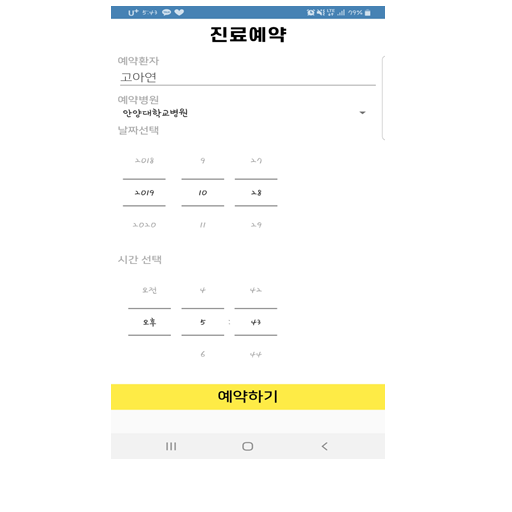 U+ 5:43
진료예약
예약환자
고아연
예약병원
안양대학교병원
날짜선택
2018 9 27
2019 10 28
2020 11 29
시간 선택
오전 4 42
오후 5 : 43
6 44
예약하기